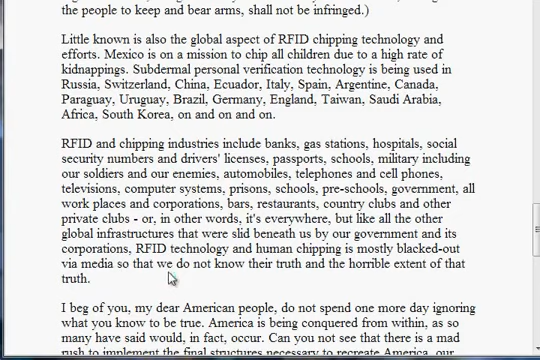 the people to keep and bear arms, shall not be infringed.)
Little known is also the global aspect of RFID chipping technology and
efforts. Mexico is on a mission to chip all children due to a high rate of
kidnappings. Subdermal personal verification technology is being used in
Russia, Switzerland, China, Ecuador, Italy, Spain, Argentine, Canada,
Paraguay, Uruguay, Brazil, Germany, England, Taiwan, Saudi Arabia,
Africa, South Korea, on and on and on.
RFID and chipping industries include banks, gas stations, hospitals, social
security numbers and drivers' licenses, passports, schools, military including
our soldiers and our enemies, automobiles, telephones and cell phones,
televisions, computer systems, prisons, schools, pre-schools, government, all
work places and corporations, bars, restaurants, country clubs and other
private clubs - or, in other words, it's everywhere, but like all the other
global infrastructures that were slid beneath us by our government and its
corporations, RFID technology and human chipping is mostly blacked-out
via media so that we do not know their truth and the horrible extent of that
truth.
I beg of you, my dear American people, do not spend one more day ignoring
what you know to be true. America is being conquered from within, as so
many have said would, in fact, occur. Can you not see that there is a mad
rush to implement the final structures necessary to recreate America, our